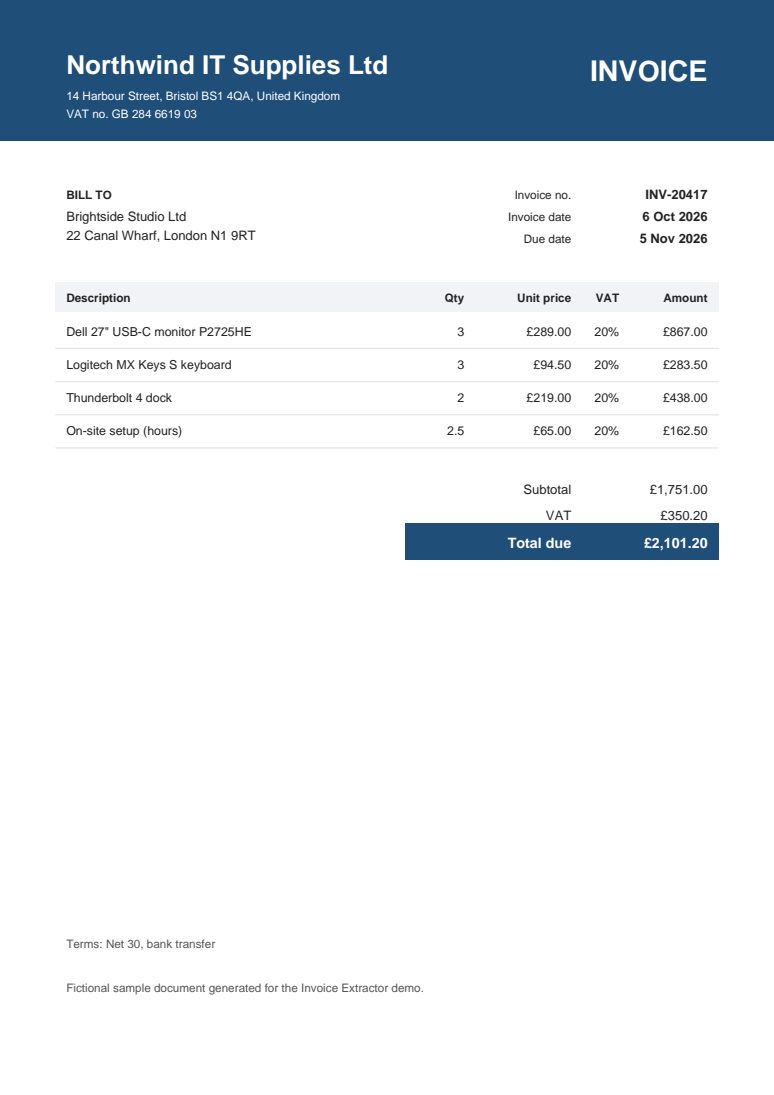 Northwind IT Supplies Ltd
INVOICE
14 Harbour Street, Bristol BS1 4QA, United Kingdom
VAT no. GB 284 6619 03
BILL TO
Brightside Studio Ltd
22 Canal Wharf, London N1 9RT
Invoice no. INV-20417
Invoice date 6 Oct 2026
Due date 5 Nov 2026
Description Qty Unit price VAT Amount
Dell 27" USB-C monitor P2725HE 3 £289.00 20% £867.00
Logitech MX Keys S keyboard 3 £94.50 20% £283.50
Thunderbolt 4 dock 2 £219.00 20% £438.00
On-site setup (hours) 2.5 £65.00 20% £162.50
Subtotal £1,751.00
VAT £350.20
Total due £2,101.20
Terms: Net 30, bank transfer
Fictional sample document generated for the Invoice Extractor demo.